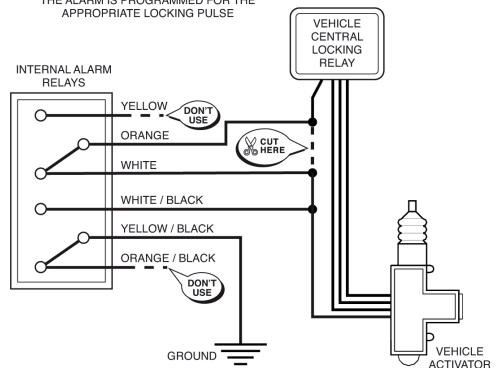 THE ALARM IS PROGRAMMED FOR THE
APPROPRIATE LOCKING PULSE
VEHICLE
CENTRAL
LOCKING
RELAY
INTERNAL ALARM
RELAYS
YELLOW
DON'T
USE
ORANGE
CUT
HERE
WHITE
WHITE / BLACK
YELLOW / BLACK
ORANGE / BLACK
DON'T
USE
GROUND
VEHICLE
ACTIVATOR